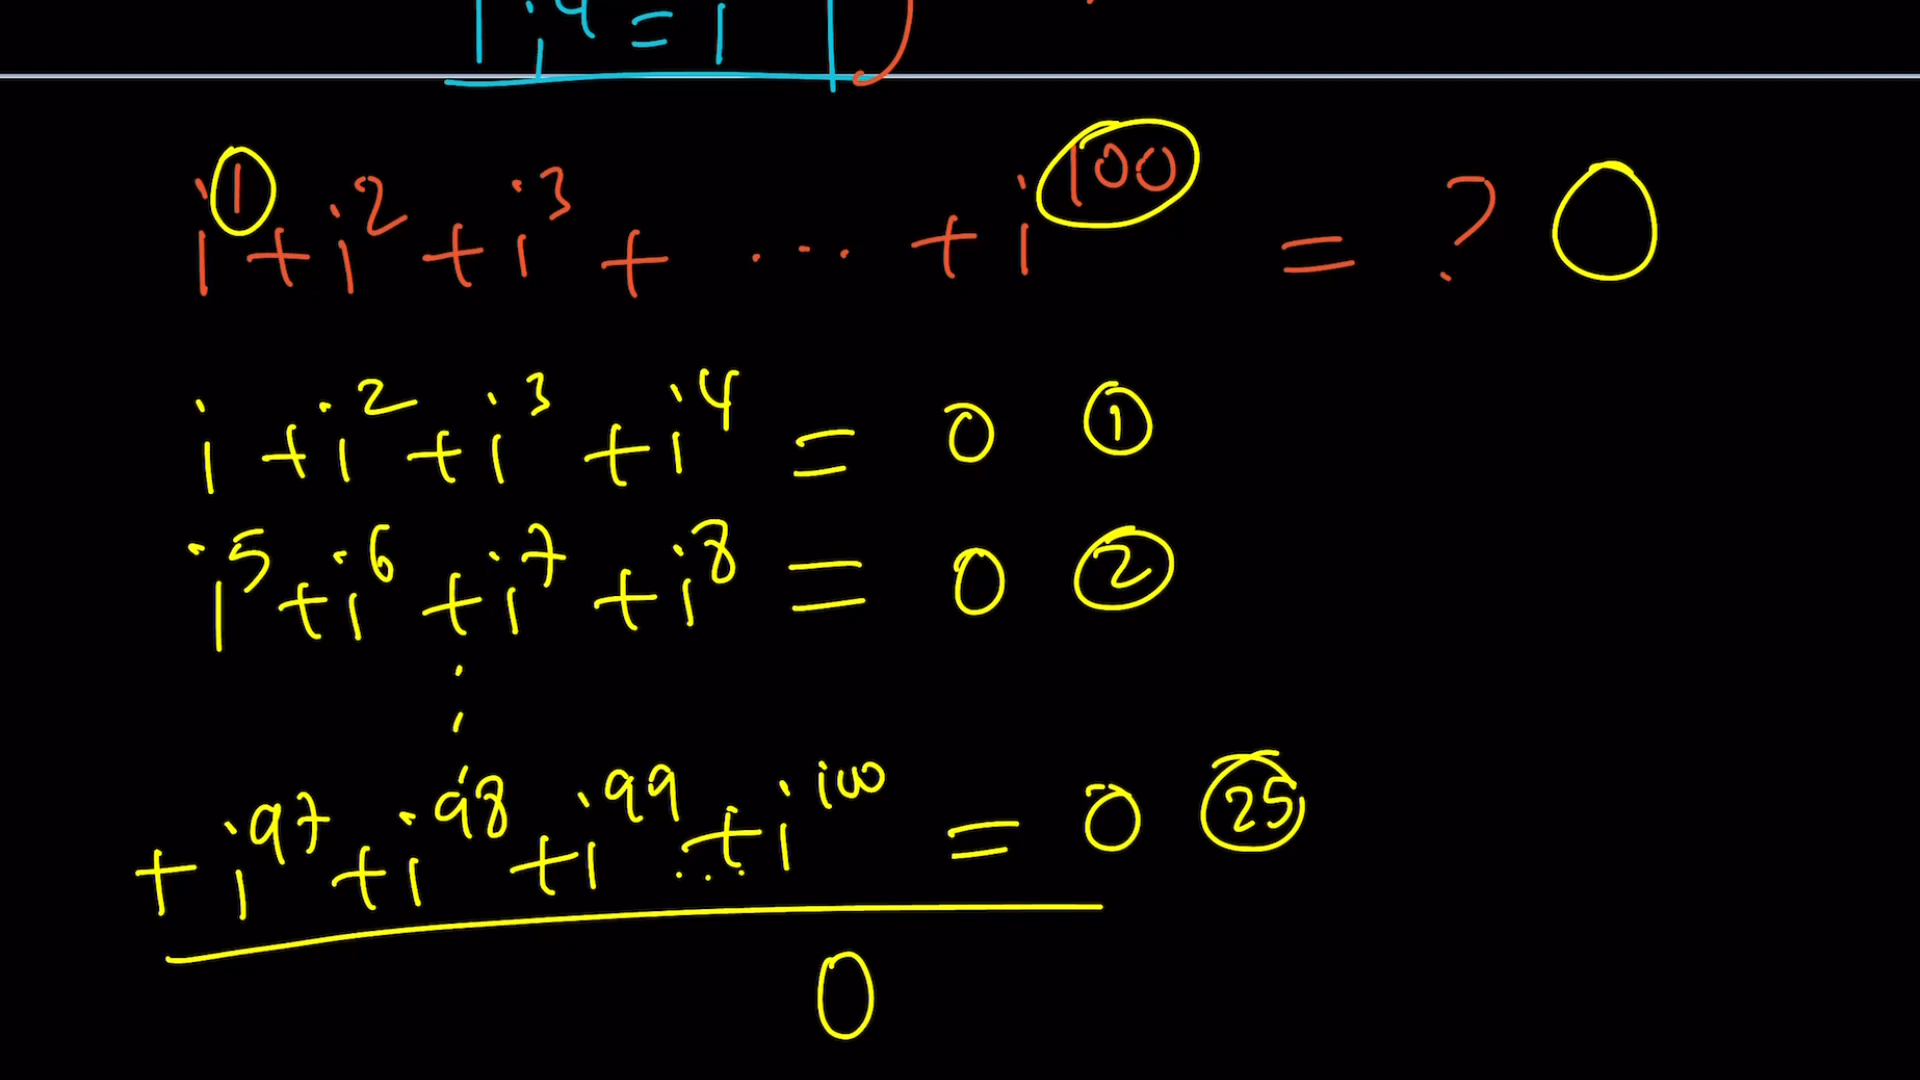 i⁴ = 1
i¹ + i² + i³ + ... + i¹⁰⁰ = ? 0
i + i² + i³ + i⁴ = 0 ①
i⁵ + i⁶ + i⁷ + i⁸ = 0 ②
⋮
+ i⁹⁷ + i⁹⁸ + i⁹⁹ + i¹⁰⁰ = 0 ㉕
...
0